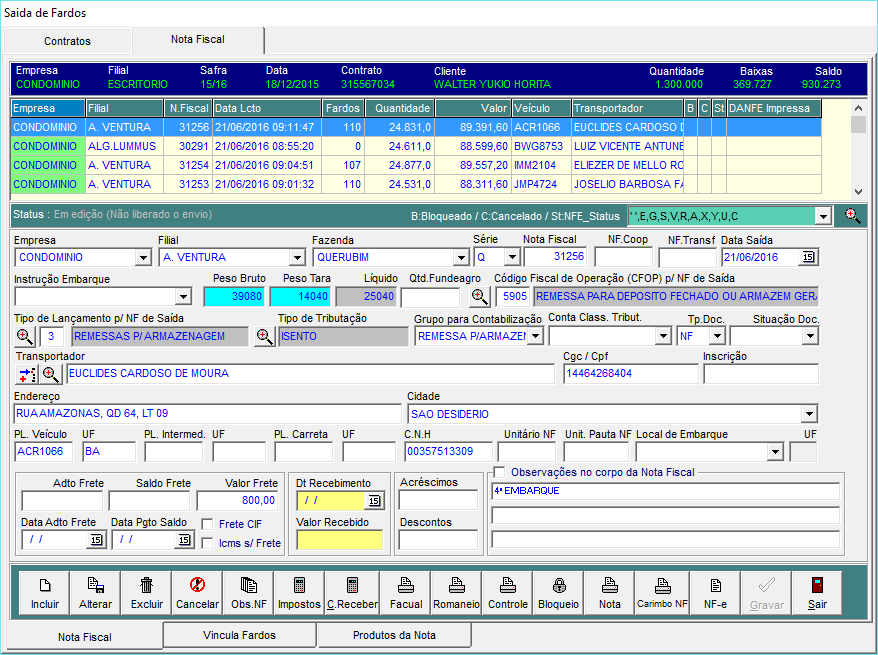 Saida de Fardos
Contratos Nota Fiscal
Empresa Filial Safra Data Contrato Cliente Quantidade Baixas Saldo
CONDOMINIO ESCRITORIO 15/16 18/12/2015 315567034 WALTER YUKIO HORITA 1.300.000 369.727 930.273
Empresa Filial N.Fiscal Data Lcto Fardos Quantidade Valor Veículo Transportador B C St DANFE Impressa
CONDOMINIO A. VENTURA 31256 21/06/2016 09:11:47 110 24.831,0 89.391,60 ACR1066 EUCLIDES CARDOSO D
CONDOMINIO ALG.LUMMUS 30291 21/06/2016 08:55:20 0 24.611,0 88.599,60 BWG8753 LUIZ VICENTE ANTUNE
CONDOMINIO A. VENTURA 31254 21/06/2016 09:04:51 107 24.877,0 89.557,20 IMM2104 ELIEZER DE MELLO RO
CONDOMINIO A. VENTURA 31253 21/06/2016 09:01:32 110 24.531,0 88.311,60 JMP4724 JOSELIO BARBOSA FA
Status : Em edição (Não liberado o envio) B:Bloqueado / C:Cancelado / St:NFE_Status ' ',E,G,S,V,R,A,X,Y,U,C
Empresa Filial Fazenda Série Nota Fiscal NF.Coop NF.Transf Data Saída
CONDOMINIO A. VENTURA QUERUBIM Q 31256 21/06/2016 15
Instrução Embarque Peso Bruto Peso Tara Líquido Qtd.Fundeagro Código Fiscal de Operação (CFOP) p/ NF de Saída
39080 14040 25040 5905 REMESSA PARA DEPOSITO FECHADO OU ARMAZEM GERA
Tipo de Lançamento p/ NF de Saída Tipo de Tributação Grupo para Contabilização Conta Class. Tribut. Tp.Doc. Situação Doc.
3 REMESSAS P/ ARMAZENAGEM ISENTO REMESSA P/ARMAZEN NF
Transportador Cgc / Cpf Inscrição
EUCLIDES CARDOSO DE MOURA 14464268404
Endereço Cidade
RUA AMAZONAS, QD 64, LT 09 SAO DESIDERIO
PL. Veículo UF PL. Intermed. UF PL. Carreta UF C.N.H Unitário NF Unit. Pauta NF Local de Embarque UF
ACR1066 BA 00357513309
Adto Frete Saldo Frete Valor Frete Dt Recebimento Acréscimos Observações no corpo da Nota Fiscal
800,00 / / 15 4ª EMBARQUE
Data Adto Frete Data Pgto Saldo Frete CIF Valor Recebido Descontos
/ / 15 / / 15 Icms s/ Frete
Incluir Alterar Excluir Cancelar Obs.NF Impostos C.Receber Facual Romaneio Controle Bloqueio Nota Carimbo NF NF-e Gravar Sair
Nota Fiscal Vincula Fardos Produtos da Nota